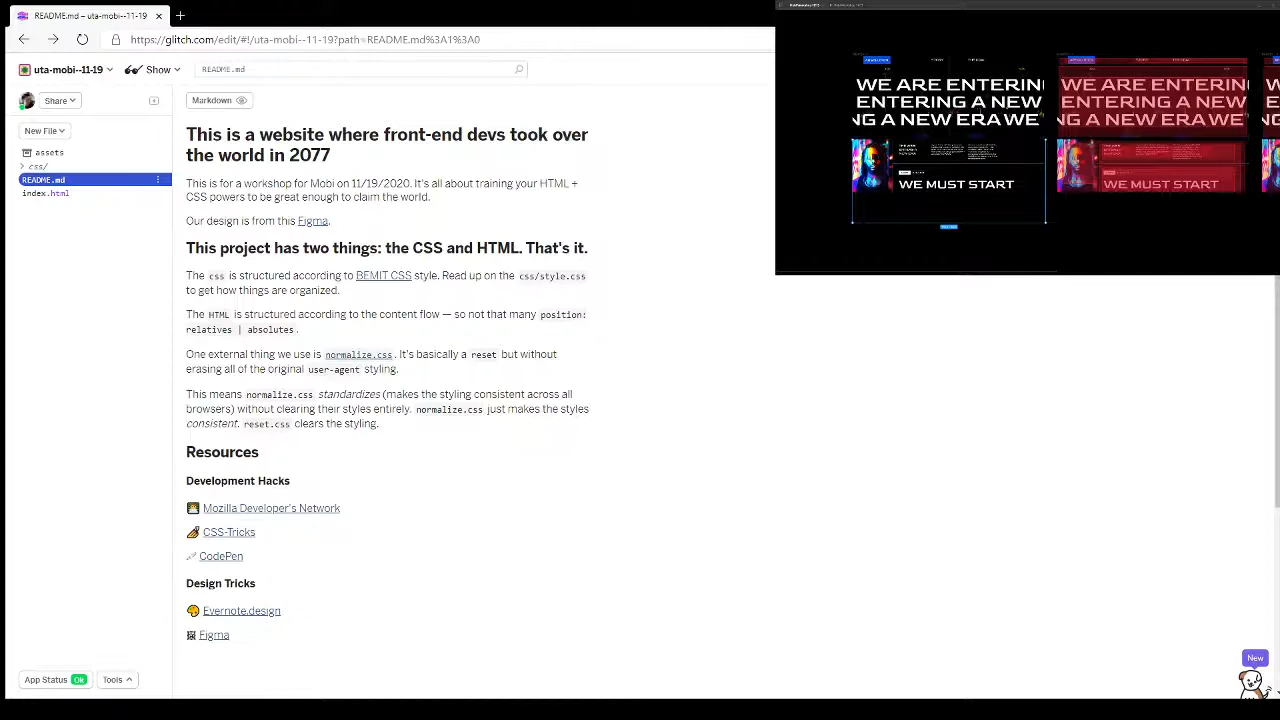 README.md – uta-mobi--11-19
https://glitch.com/edit/#!/uta-mobi--11-19?path=README.md%3A1%3A0
uta-mobi--11-19
Show
README.md
Share
Markdown
New File
assets
css/
README.md
index.html
This is a website where front-end devs took over
the world in 2077
This is a workshop for Mobi on 11/19/2020. It's all about training your HTML +
CSS chops to be great enough to claim the world.
Our design is from this Figma.
This project has two things: the CSS and HTML. That's it.
The css is structured according to BEMIT CSS style. Read up on the css/style.css
to get how things are organized.
The HTML is structured according to the content flow — so not that many position:
relatives | absolutes.
One external thing we use is normalize.css. It's basically a reset but without
erasing all of the original user-agent styling.
This means normalize.css standardizes (makes the styling consistent across all
browsers) without clearing their styles entirely. normalize.css just makes the styles
consistent. reset.css clears the styling.
Resources
Development Hacks
Mozilla Developer's Network
CSS-Tricks
CodePen
Design Tricks
Evernote.design
Figma
App Status Ok
Tools
New
WE ARE ENTERIN
ENTERING A NEW
NG A NEW ERA WE
WE MUST START
WE ARE ENTERING
ENTERING A NEW
NG A NEW ERA WE
WE MUST START